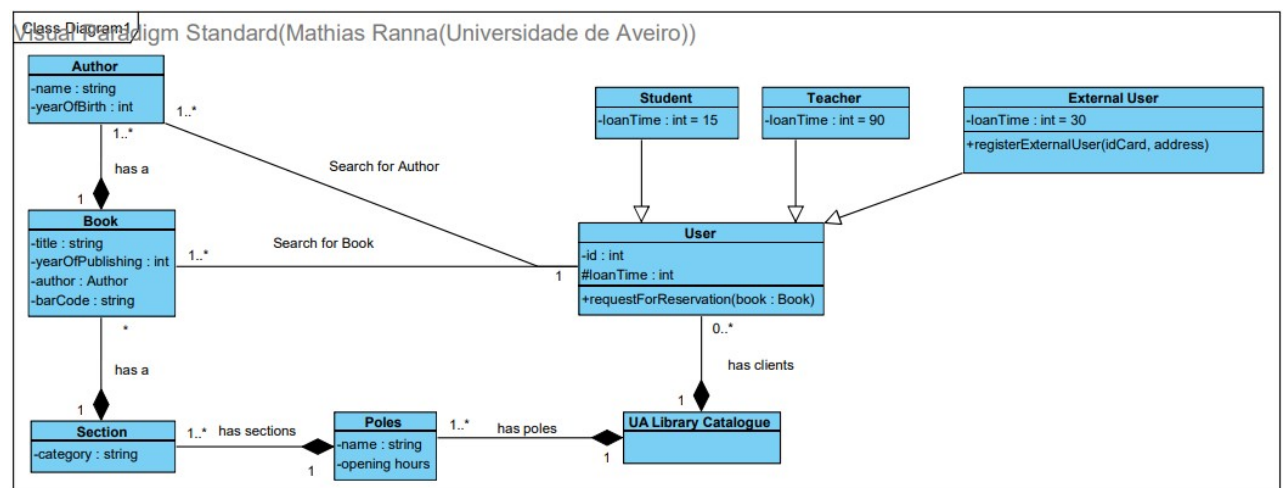 Class Diagram1
Visual Paradigm Standard(Mathias Ranna(Universidade de Aveiro))
Author
-name : string
-yearOfBirth : int
1..*
1..*
has a
1
Search for Author
Student
-loanTime : int = 15
Teacher
-loanTime : int = 90
External User
-loanTime : int = 30
+registerExternalUser(idCard, address)
Book
-title : string
-yearOfPublishing : int
-author : Author
-barCode : string
1..*
Search for Book
1
User
-id : int
#loanTime : int
+requestForReservation(book : Book)
*
has a
1
0..*
has clients
1
Section
-category : string
1..*
has sections
1
Poles
-name : string
-opening hours
1..*
has poles
1
UA Library Catalogue